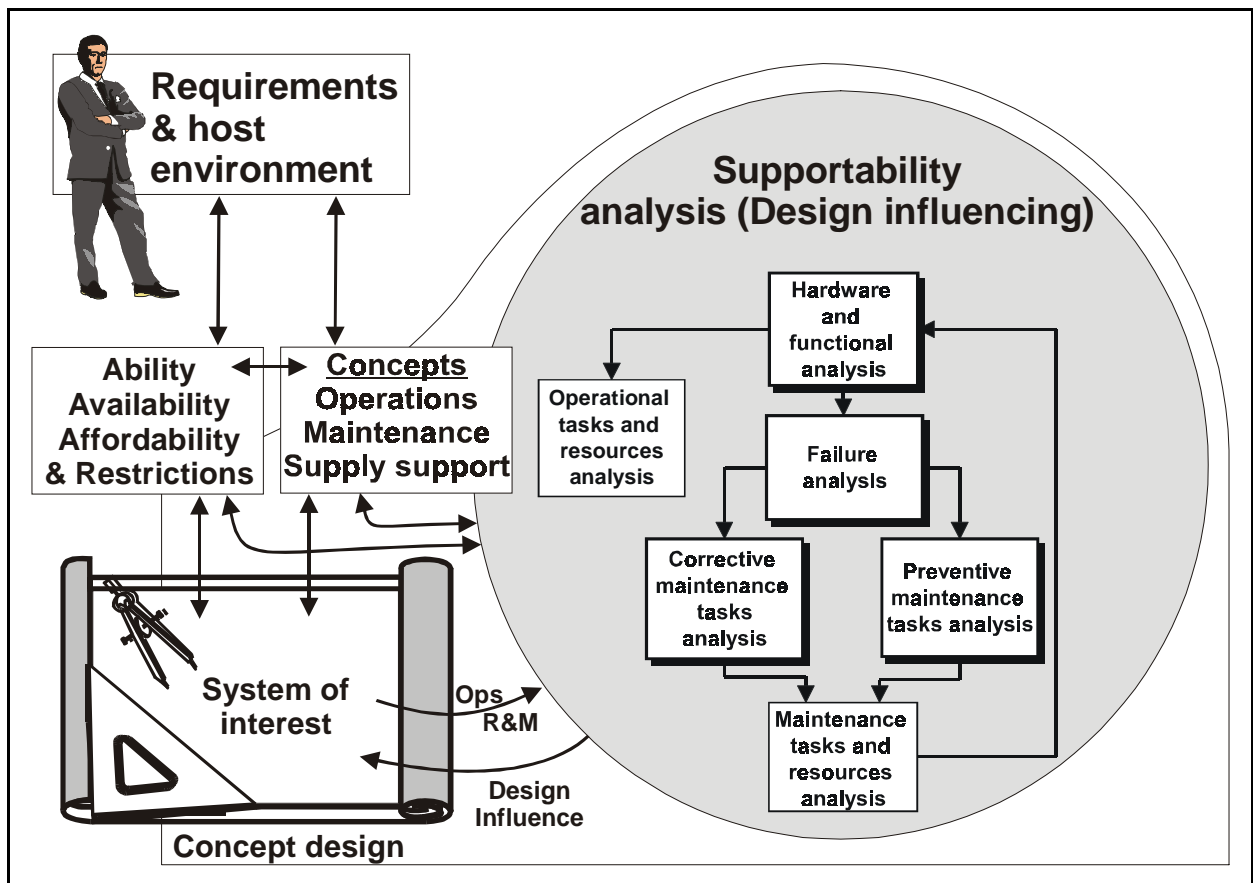 Requirements
& host
environment
Supportability
analysis (Design influencing)
Hardware
and
functional
analysis
Ability
Availability
Affordability
& Restrictions
Concepts
Operations
Maintenance
Supply support
Operational
tasks and
resources
analysis
Failure
analysis
Corrective
maintenance
tasks
analysis
Preventive
maintenance
tasks analysis
System of
interest
Ops
R&M
Maintenance
tasks and
resources
analysis
Design
Influence
Concept design